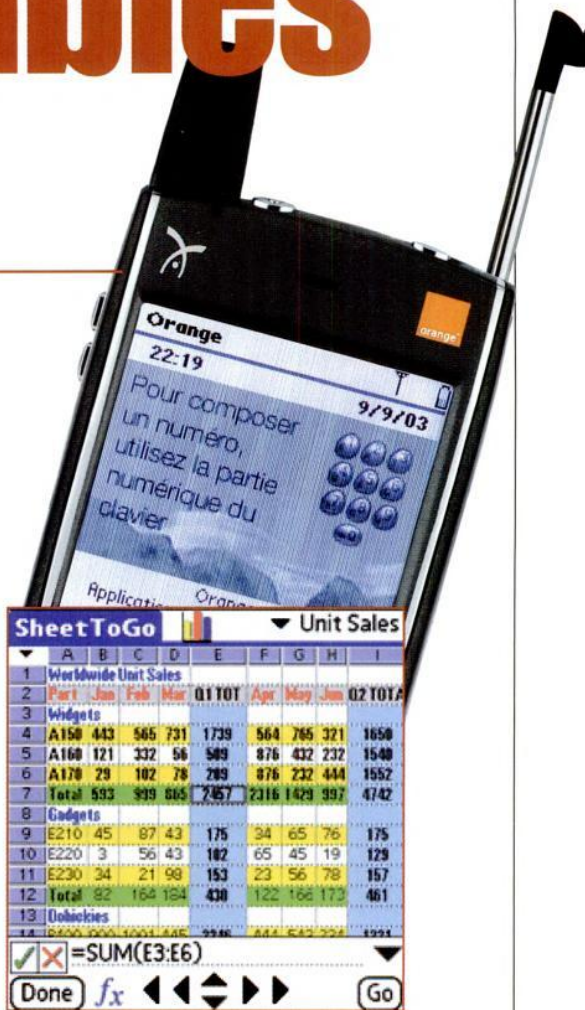 Orange
22:19
9/9/03
orange
Pour composer
un numéro,
utilisez la partie
numérique du
clavier
SheetToGo Unit Sales
A B C D E F G H I
1 Worldwide Unit Sales
2 Part Jan Feb Mar Q1 TOT Apr May Jun Q2 TOTA
3 Widgets
4 A150 443 565 731 1739 564 765 321 1650
5 A160 121 332 56 509 876 432 232 1540
6 A170 29 102 78 209 876 232 444 1552
7 Total 593 999 865 2457 2316 1429 997 4742
8 Gadgets
9 E210 45 87 43 175 34 65 76 175
10 E220 3 56 43 102 65 45 19 129
11 E230 34 21 98 153 23 56 78 157
12 Total 82 164 184 430 122 166 173 461
13 Dohickies
=SUM(E3:E6)
Done fx Go